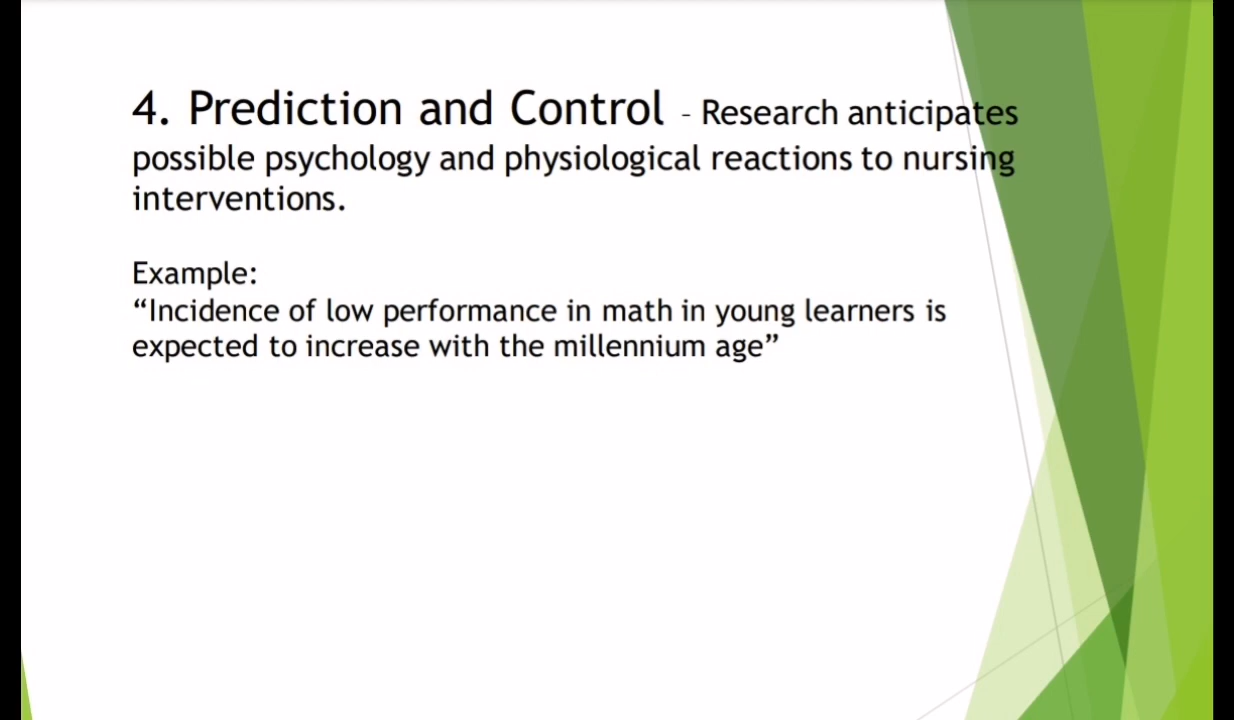 4. Prediction and Control - Research anticipates
possible psychology and physiological reactions to nursing
interventions.
Example:
“Incidence of low performance in math in young learners is
expected to increase with the millennium age”